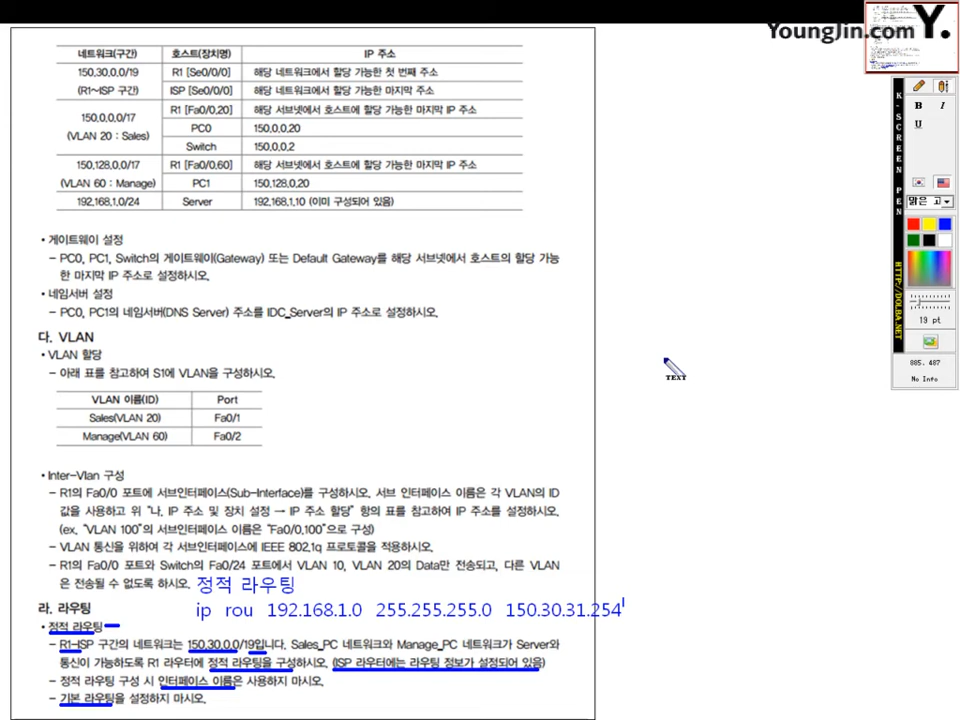 YoungJin.com Y.
네트워크(구간) 호스트(장치명) IP 주소
150.30.0.0/19 R1 [Se0/0/0] 해당 네트워크에서 할당 가능한 첫 번째 주소
(R1~ISP 구간) ISP [Se0/0/0] 해당 네트워크에서 할당 가능한 마지막 주소
150.0.0.0/17 R1 [Fa0/0.20] 해당 서브넷에서 호스트에 할당 가능한 마지막 IP 주소
(VLAN 20 : Sales) PC0 150.0.0.20
Switch 150.0.0.2
150.128.0.0/17 R1 [Fa0/0.60] 해당 서브넷에서 호스트에 할당 가능한 마지막 IP 주소
(VLAN 60 : Manage) PC1 150.128.0.20
192.168.1.0/24 Server 192.168.1.10 (이미 구성되어 있음)
• 게이트웨이 설정
– PC0, PC1, Switch의 게이트웨이(Gateway) 또는 Default Gateway를 해당 서브넷에서 호스트의 할당 가능
한 마지막 IP 주소로 설정하시오.
• 네임서버 설정
– PC0, PC1의 네임서버(DNS Server) 주소를 IDC_Server의 IP 주소로 설정하시오.
다. VLAN
• VLAN 할당
– 아래 표를 참고하여 S1에 VLAN을 구성하시오.
VLAN 이름(ID) Port
Sales(VLAN 20) Fa0/1
Manage(VLAN 60) Fa0/2
• Inter-Vlan 구성
– R1의 Fa0/0 포트에 서브인터페이스(Sub-Interface)를 구성하시오. 서브 인터페이스 이름은 각 VLAN의 ID
값을 사용하고 위 "나. IP 주소 및 장치 설정 → IP 주소 할당" 항의 표를 참고하여 IP 주소를 설정하시오.
(ex. "VLAN 100"의 서브인터페이스 이름은 "Fa0/0.100"으로 구성)
– VLAN 통신을 위하여 각 서브인터페이스에 IEEE 802.1q 프로토콜을 적용하시오.
– R1의 Fa0/0 포트와 Switch의 Fa0/24 포트에서 VLAN 10, VLAN 20의 Data만 전송되고, 다른 VLAN
은 전송될 수 없도록 하시오. 정적 라우팅
라. 라우팅 ip rou 192.168.1.0 255.255.255.0 150.30.31.254
• 정적 라우팅
– R1-ISP 구간의 네트워크는 150.30.0.0/19입니다. Sales_PC 네트워크와 Manage_PC 네트워크가 Server와
통신이 가능하도록 R1 라우터에 정적 라우팅을 구성하시오. (ISP 라우터에는 라우팅 정보가 설정되어 있음)
– 정적 라우팅 구성 시 인터페이스 이름은 사용하지 마시오.
– 기본 라우팅을 설정하지 마시오.
TEXT
K-SCREEN PEN
HTTP://DOLBA.NET
B I
U
맑은 고
19 pt
885. 487
No Info